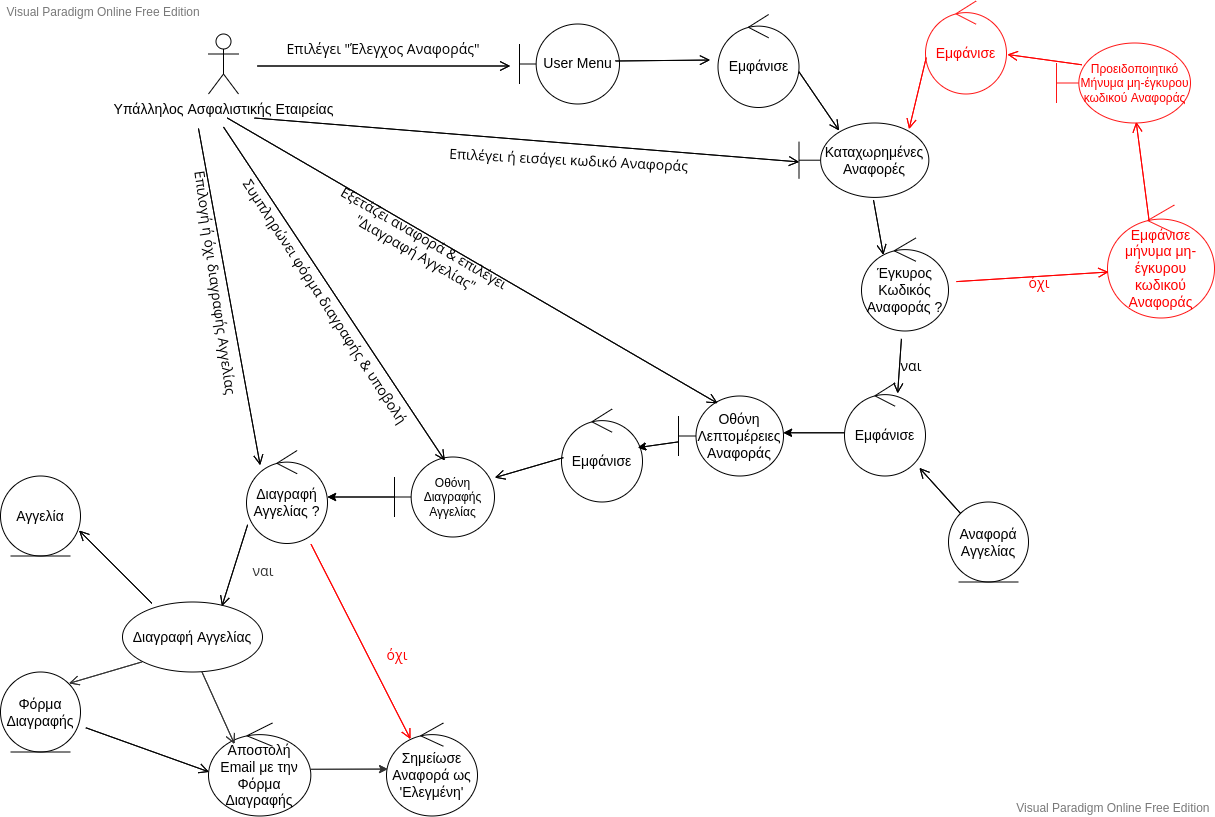 Visual Paradigm Online Free Edition
Επιλέγει "Έλεγχος Αναφοράς"
User Menu
Εμφάνισε
Εμφάνισε
Προειδοποιητικό
Μήνυμα μη-έγκυρου
κωδικού Αναφοράς
Υπάλληλος Ασφαλιστικής Εταιρείας
Επιλέγει ή εισάγει κωδικό Αναφοράς
Καταχωρημένες
Αναφορές
Επιλογή ή όχι διαγραφής Αγγελίας
Συμπληρώνει φόρμα διαγραφής & υποβολή
Εξετάζει αναφορά & επιλέγει
"Διαγραφή Αγγελίας"
Έγκυρος
Κωδικός
Αναφοράς ?
όχι
Εμφάνισε
μήνυμα μη-
έγκυρου
κωδικού
Αναφοράς
ναι
Οθόνη
Λεπτομέρειες
Αναφοράς
Εμφάνισε
Εμφάνισε
Οθόνη
Διαγραφής
Αγγελίας
Διαγραφή
Αγγελίας ?
Αγγελία
Αναφορά
Αγγελίας
ναι
Διαγραφή Αγγελίας
όχι
Φόρμα
Διαγραφής
Αποστολή
Email με την
Φόρμα
Διαγραφής
Σημείωσε
Αναφορά ως
'Ελεγμένη'
Visual Paradigm Online Free Edition